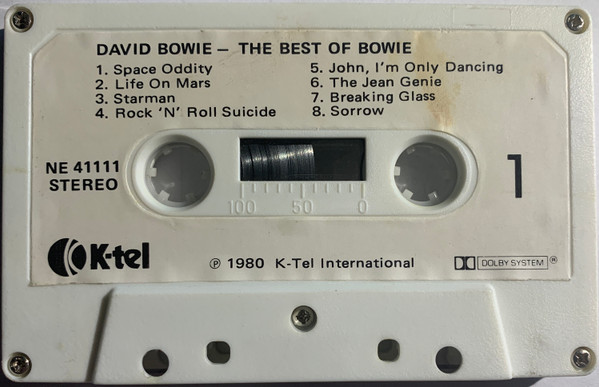 DAVID BOWIE – THE BEST OF BOWIE
1. Space Oddity
2. Life On Mars
3. Starman
4. Rock 'N' Roll Suicide
5. John, I'm Only Dancing
6. The Jean Genie
7. Breaking Glass
8. Sorrow
NE 41111
STEREO
1
100 50 0
K-tel
℗ 1980 K-Tel International
DOLBY SYSTEM ®